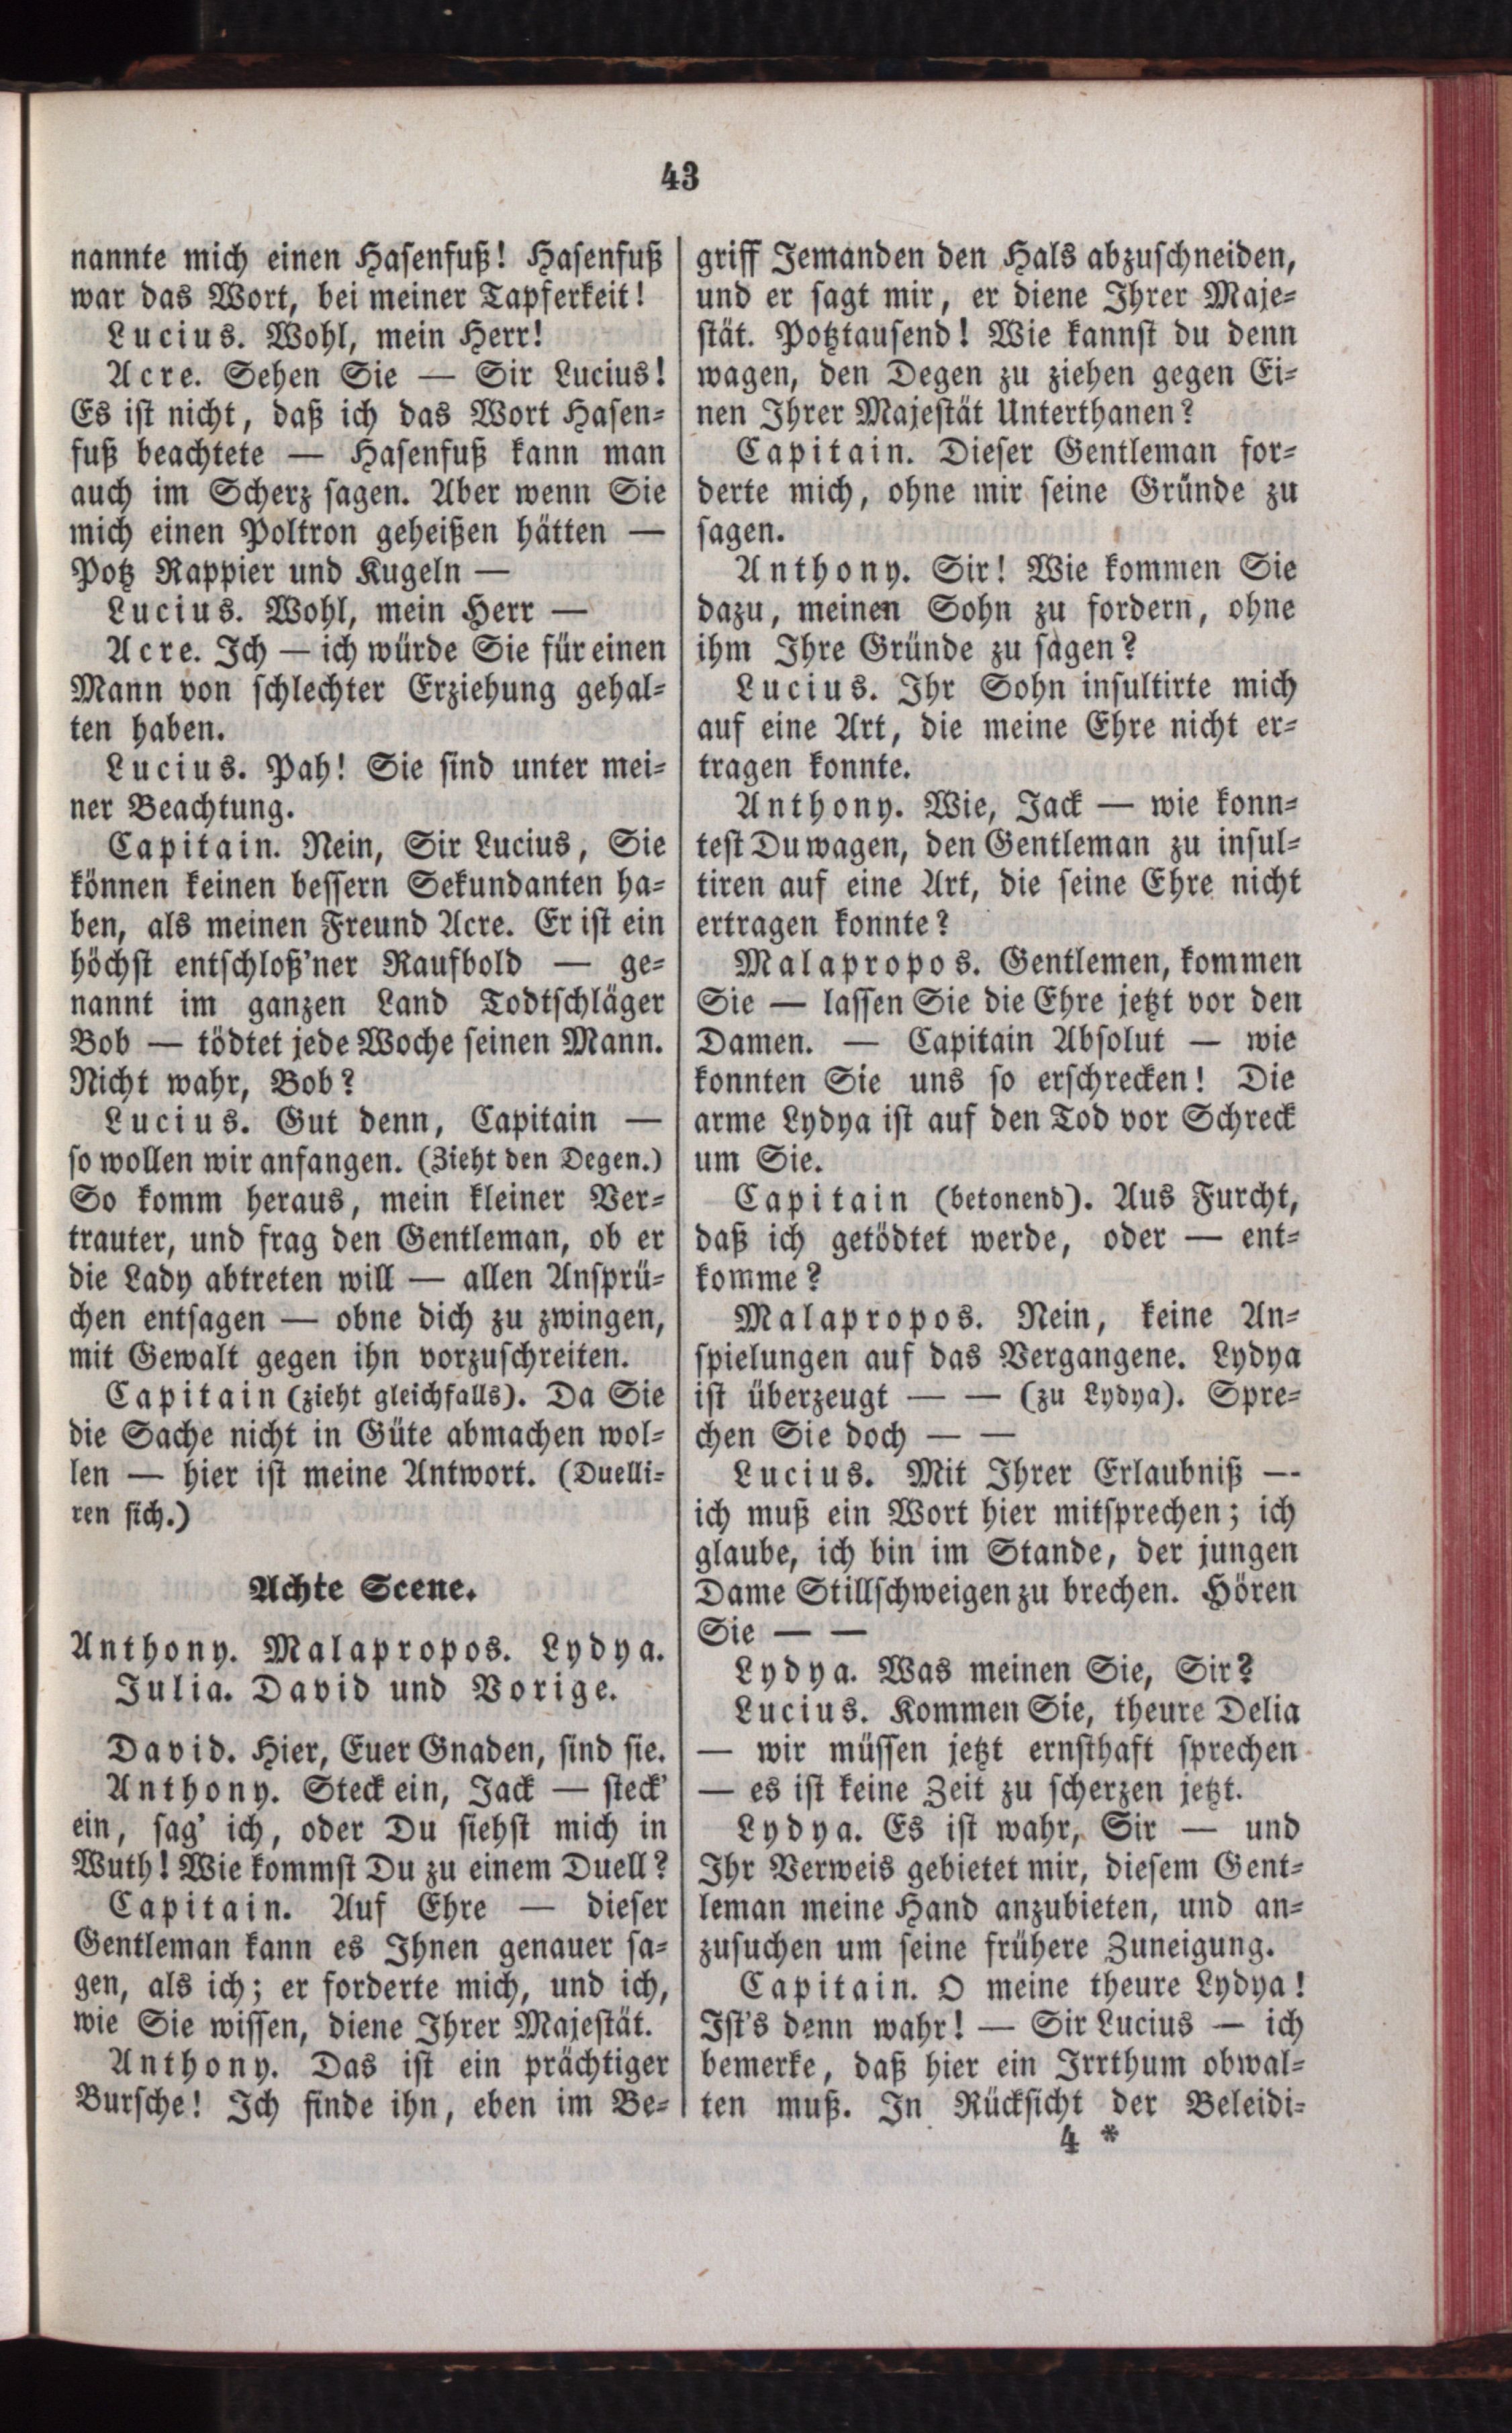 43
nannte mich einen Hasenfuß! Hasenfuß
war das Wort, bei meiner Tapferkeit!
Lucius. Wohl, mein Herr!
Acre. Sehen Sie — Sir Lucius!
Es ist nicht, daß ich das Wort Hasen-
fuß beachtete — Hasenfuß kann man
auch im Scherz sagen. Aber wenn Sie
mich einen Poltron geheißen hätten —
Potz Rappier und Kugeln —
Lucius. Wohl, mein Herr —
Acre. Ich — ich würde Sie für einen
Mann von schlechter Erziehung gehal-
ten haben.
Lucius. Pah! Sie sind unter mei-
ner Beachtung.
Capitain. Nein, Sir Lucius, Sie
können keinen bessern Sekundanten ha-
ben, als meinen Freund Acre. Er ist ein
höchst entschloß'ner Raufbold — ge-
nannt im ganzen Land Todtschläger
Bob — tödtet jede Woche seinen Mann.
Nicht wahr, Bob?
Lucius. Gut denn, Capitain —
so wollen wir anfangen. (Zieht den Degen.)
So komm heraus, mein kleiner Ver-
trauter, und frag den Gentleman, ob er
die Lady abtreten will — allen Ansprü-
chen entsagen — obne dich zu zwingen,
mit Gewalt gegen ihn vorzuschreiten.
Capitain (zieht gleichfalls). Da Sie
die Sache nicht in Güte abmachen wol-
len — hier ist meine Antwort. (Duelli-
ren sich.)
Achte Scene.
Anthony. Malapropos. Lydya.
Julia. David und Vorige.
David. Hier, Euer Gnaden, sind sie.
Anthony. Steck ein, Jack — steck'
ein, sag' ich, oder Du siehst mich in
Wuth! Wie kommst Du zu einem Duell?
Capitain. Auf Ehre — dieser
Gentleman kann es Ihnen genauer sa-
gen, als ich; er forderte mich, und ich,
wie Sie wissen, diene Ihrer Majestät.
Anthony. Das ist ein prächtiger
Bursche! Ich finde ihn, eben im Be-
griff Jemanden den Hals abzuschneiden,
und er sagt mir, er diene Ihrer Maje-
stät. Potztausend! Wie kannst du denn
wagen, den Degen zu ziehen gegen Ei-
nen Ihrer Majestät Unterthanen?
Capitain. Dieser Gentleman for-
derte mich, ohne mir seine Gründe zu
sagen.
Anthony. Sir! Wie kommen Sie
dazu, meinen Sohn zu fordern, ohne
ihm Ihre Gründe zu sagen?
Lucius. Ihr Sohn insultirte mich
auf eine Art, die meine Ehre nicht er-
tragen konnte.
Anthony. Wie, Jack — wie konn-
test Du wagen, den Gentleman zu insul-
tiren auf eine Art, die seine Ehre nicht
ertragen konnte?
Malapropos. Gentlemen, kommen
Sie — lassen Sie die Ehre jetzt vor den
Damen. — Capitain Absolut — wie
konnten Sie uns so erschrecken! Die
arme Lydya ist auf den Tod vor Schreck
um Sie.
Capitain (betonend). Aus Furcht,
daß ich getödtet werde, oder — ent-
komme?
Malapropos. Nein, keine An-
spielungen auf das Vergangene. Lydya
ist überzeugt — — (zu Lydya). Spre-
chen Sie doch — —
Lucius. Mit Ihrer Erlaubniß —
ich muß ein Wort hier mitsprechen; ich
glaube, ich bin im Stande, der jungen
Dame Stillschweigen zu brechen. Hören
Sie — —
Lydya. Was meinen Sie, Sir?
Lucius. Kommen Sie, theure Delia
— wir müssen jetzt ernsthaft sprechen
— es ist keine Zeit zu scherzen jetzt.
Lydya. Es ist wahr, Sir — und
Ihr Verweis gebietet mir, diesem Gent-
leman meine Hand anzubieten, und an-
zusuchen um seine frühere Zuneigung.
Capitain. O meine theure Lydya!
Ist's denn wahr! — Sir Lucius — ich
bemerke, daß hier ein Irrthum obwal-
ten muß. In Rücksicht der Beleidi-
4 *